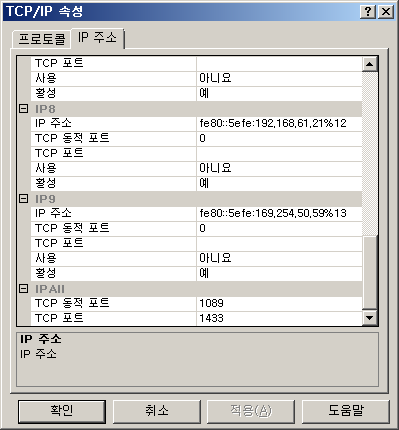 TCP/IP 속성
프로토콜 IP 주소
TCP 포트
사용 아니요
활성 예
IP8
IP 주소 fe80::5efe:192,168,61,21%12
TCP 동적 포트 0
TCP 포트
사용 아니요
활성 예
IP9
IP 주소 fe80::5efe:169,254,50,59%13
TCP 동적 포트 0
TCP 포트
사용 아니요
활성 예
IPAll
TCP 동적 포트 1089
TCP 포트 1433
IP 주소
IP 주소
확인 취소 적용(A) 도움말